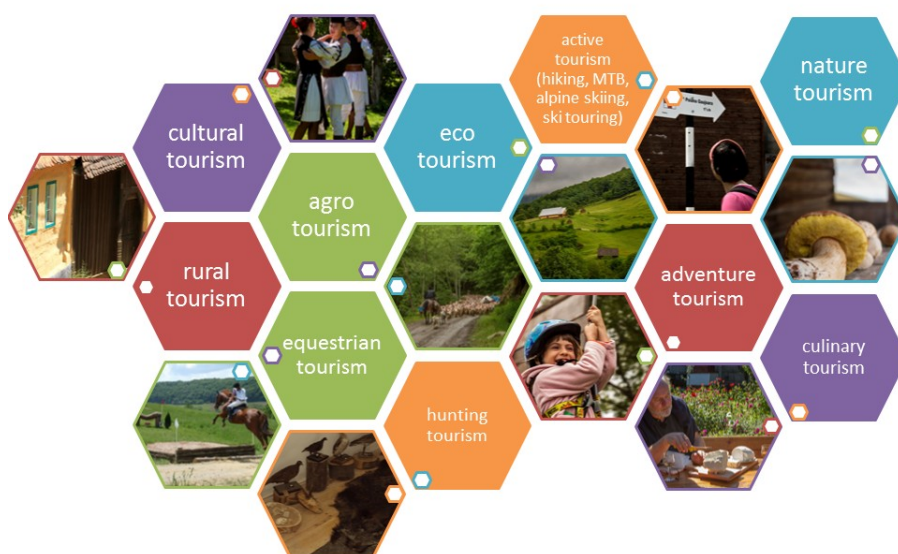 active
tourism
(hiking, MTB,
alpine skiing,
ski touring)
nature
tourism
cultural
tourism
eco
tourism
agro
tourism
rural
tourism
adventure
tourism
equestrian
tourism
culinary
tourism
hunting
tourism